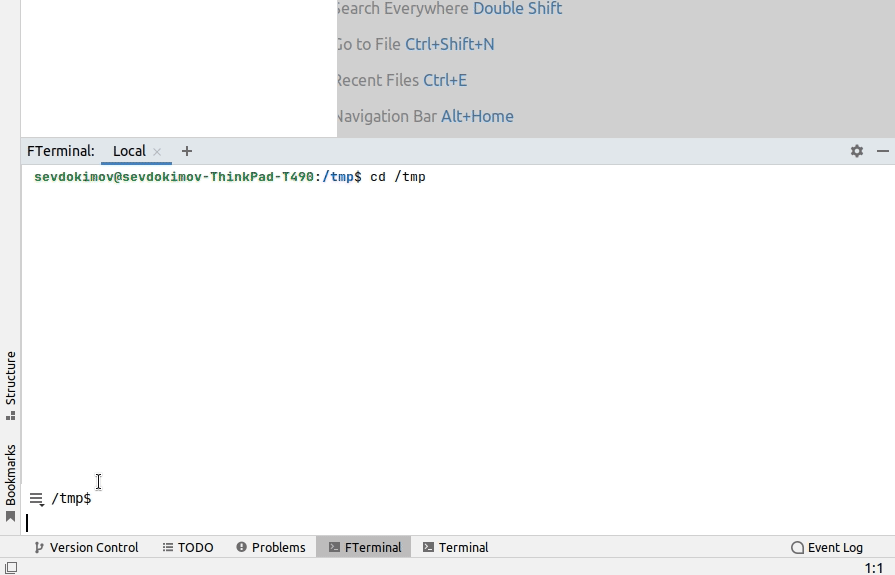 Search Everywhere Double Shift
Go to File Ctrl+Shift+N
Recent Files Ctrl+E
Navigation Bar Alt+Home
FTerminal: Local × +
sevdokimov@sevdokimov-ThinkPad-T490:/tmp$ cd /tmp
Structure
Bookmarks
/tmp$
Version Control TODO Problems FTerminal Terminal Event Log
1:1